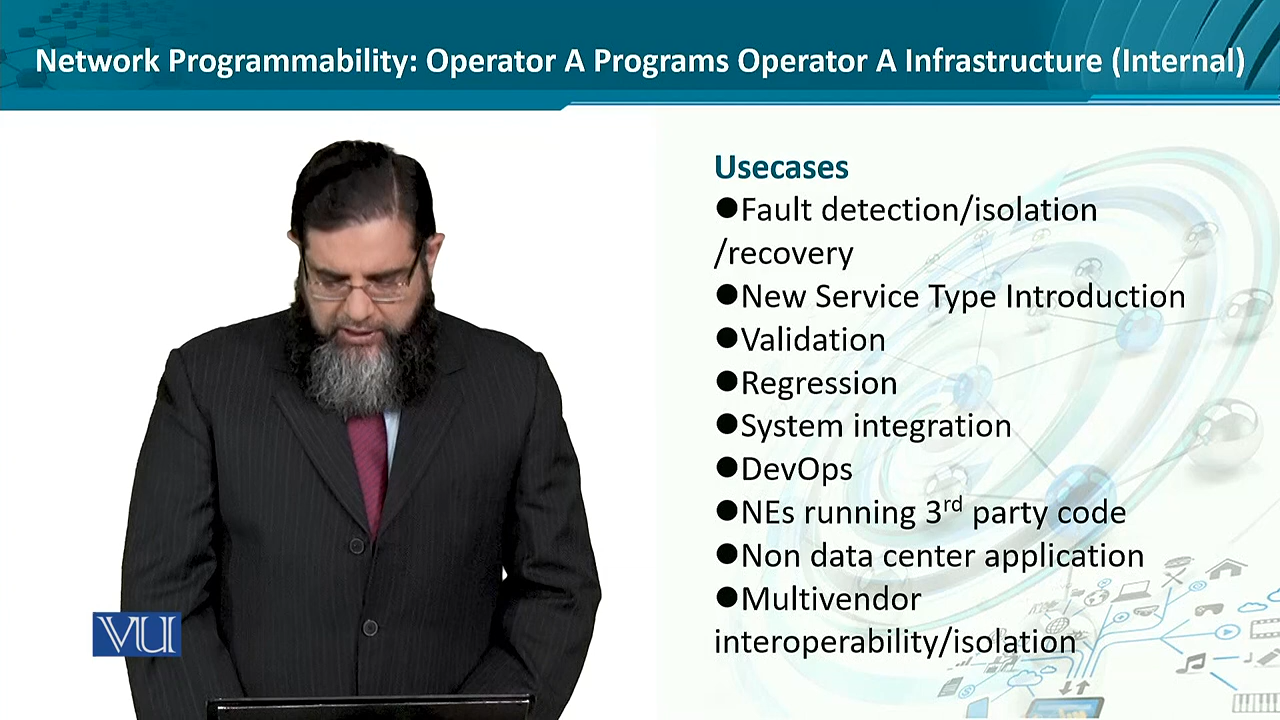 Network Programmability: Operator A Programs Operator A Infrastructure (Internal)
Usecases
●Fault detection/isolation
/recovery
●New Service Type Introduction
●Validation
●Regression
●System integration
●DevOps
●NEs running 3rd party code
●Non data center application
●Multivendor
interoperability/isolation
VU